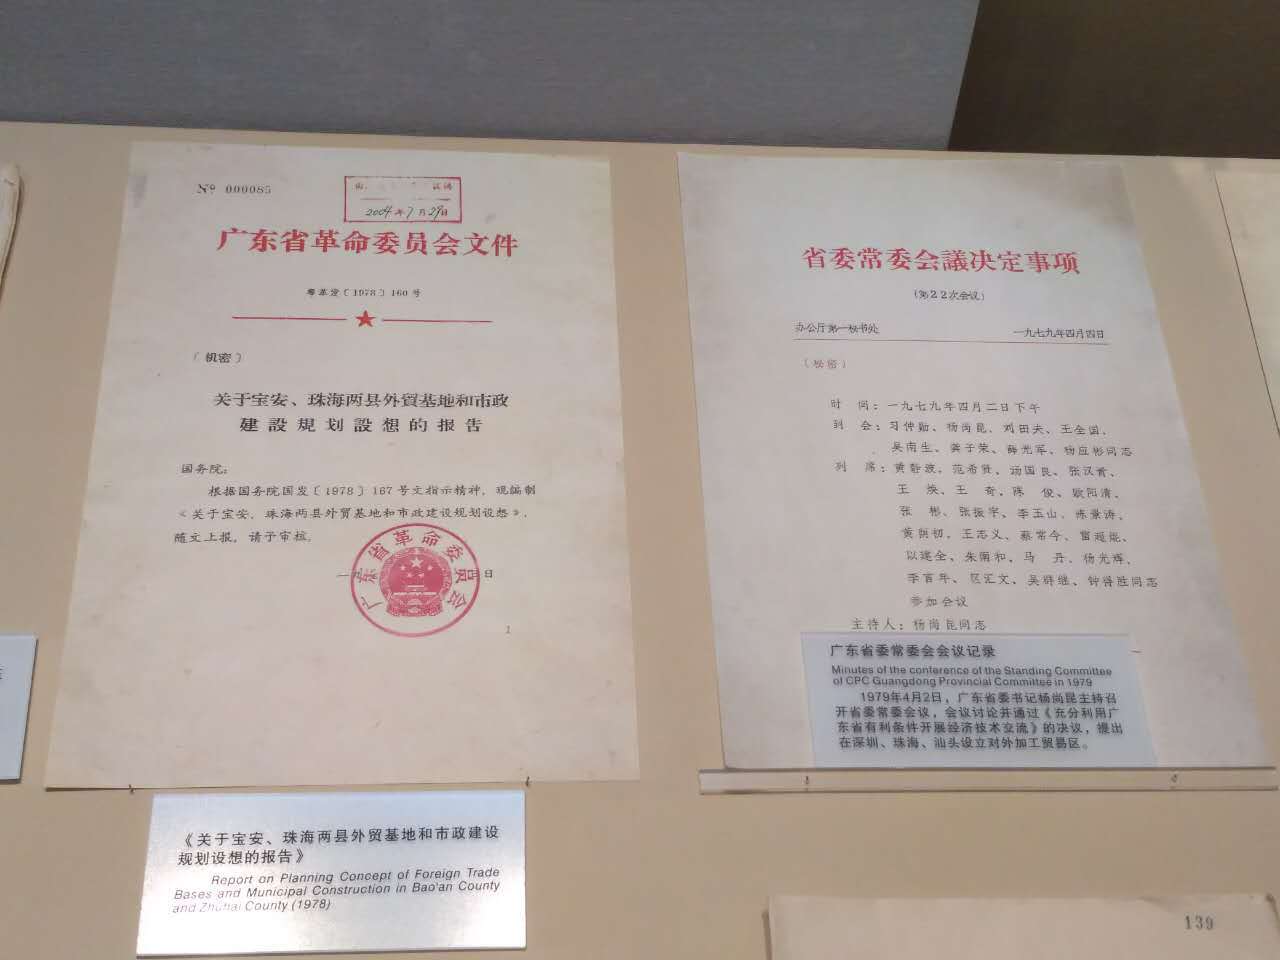 Nº 000085
2004年7月29日
广东省革命委员会文件
粤革发〔1978〕160号
（机密）
关于宝安、珠海两县外貿基地和市政
建設規划設想的报告
国务院：
根据国务院国发〔1978〕167号文指示精神，现编制
《关于宝安、珠海两县外贸基地和市政建设规划设想》，
随文上报，请予审核。
一九
日
广东省革命委员会
1
《关于宝安、珠海两县外贸基地和市政建设
规划设想的报告》
Report on Planning Concept of Foreign Trade
Bases and Municipal Construction in Bao'an County
and Zhuhai County (1978)
省委常委会議决定事项
（第22次会议）
办公厅第一秘书处
一九七九年四月四日
（秘密）
时 间：一九七九年四月二日下午
到 会：习仲勋、杨尚昆、刘田夫、王全国、
吴南生、龚子荣、薛光军、杨应彬同志
列 席：黄静波、范希贤、汤国良、张汉青、
王 焕、王 奇、陈 俊、欧阳清、
张 彬、张振宇、李玉山、陈景涛、
王志义、蔡常今、
以建全、朱南和、马 丹、杨光辉、
李百年、区汇文、吴群继、钟得胜同志
参加会议
主持人：杨尚昆同志
广东省委常委会会议记录
Minutes of the conference of the Standing Committee
of CPC Guangdong Provincial Committee in 1979
1979年4月2日，广东省委书记杨尚昆主持召
开省委常委会议，会议讨论并通过《充分利用广
东省有利条件开展经济技术交流》的决议，提出
在深圳、珠海、汕头设立对外加工贸易区。
139